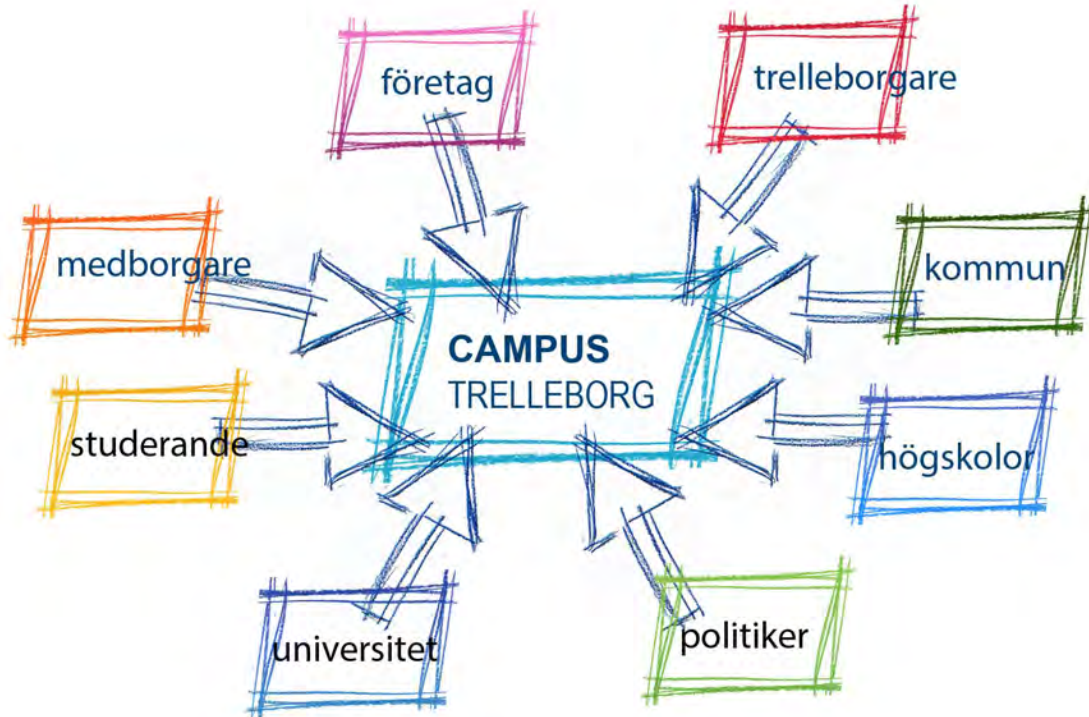 företag
trelleborgare
medborgare
kommun
CAMPUS
TRELLEBORG
studerande
högskolor
universitet
politiker